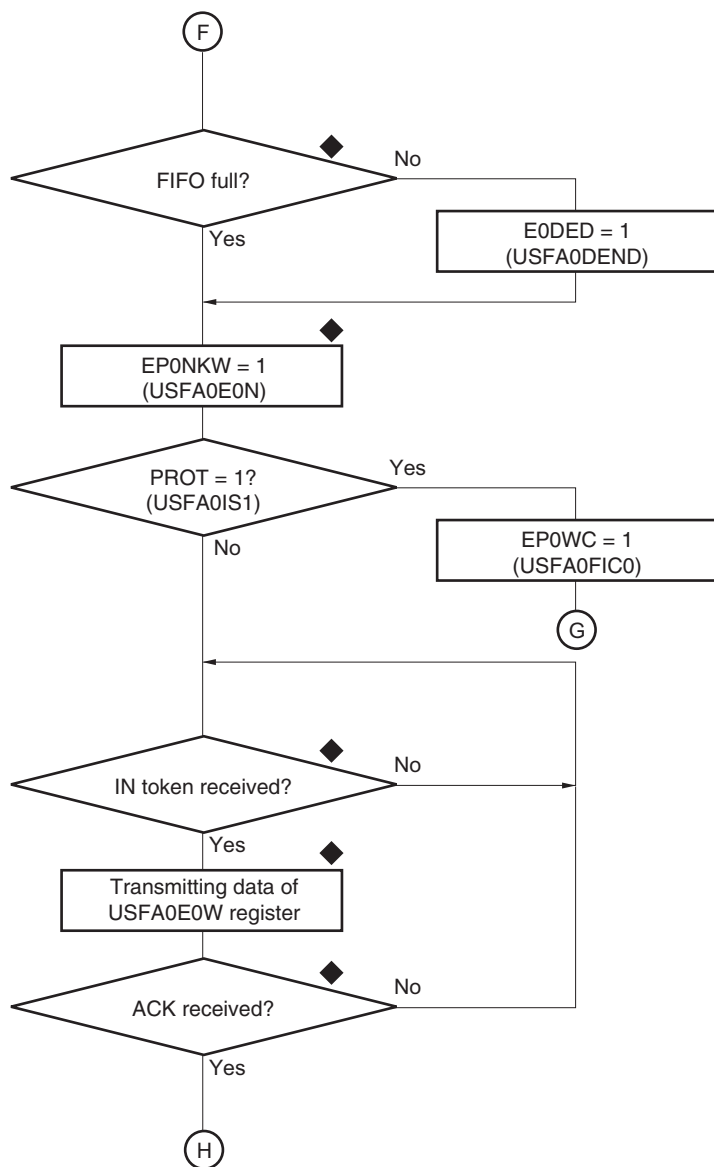 F
FIFO full?
No
Yes
E0DED = 1
(USFA0DEND)
EP0NKW = 1
(USFA0E0N)
PROT = 1?
(USFA0IS1)
Yes
No
EP0WC = 1
(USFA0FIC0)
G
IN token received?
No
Yes
Transmitting data of
USFA0E0W register
ACK received?
No
Yes
H